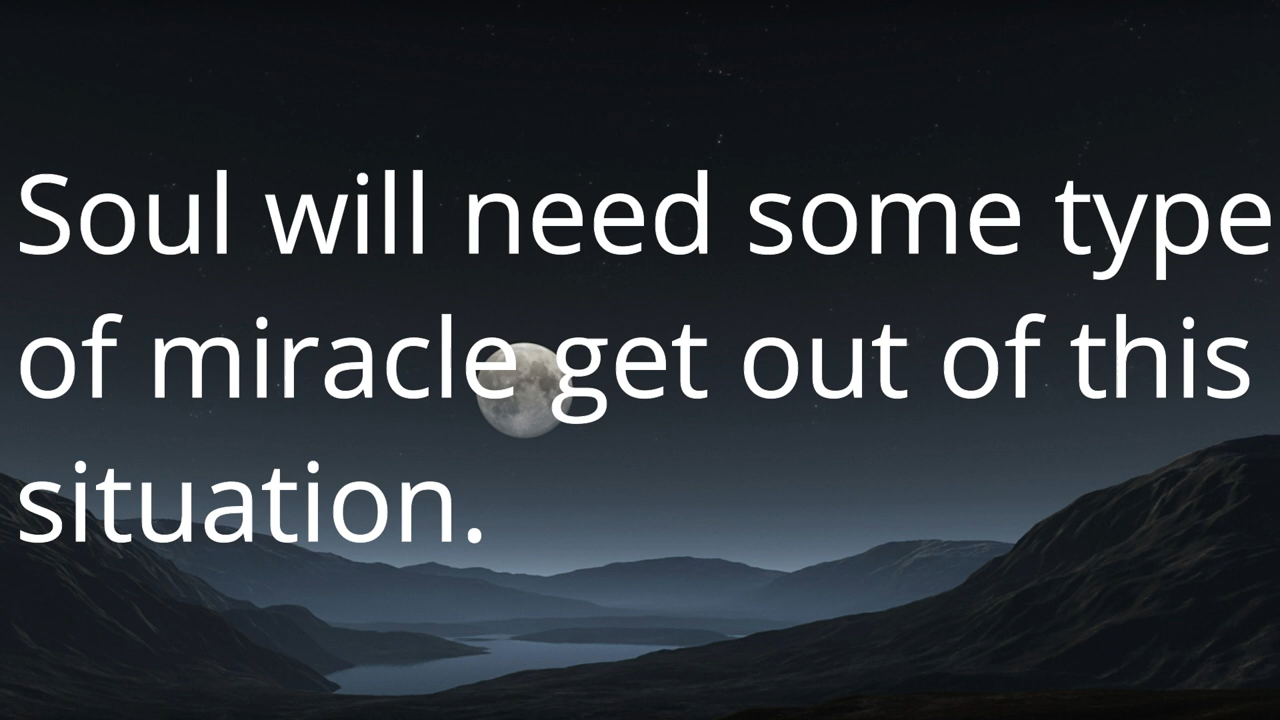 Soul will need some type
of miracle get out of this
situation.